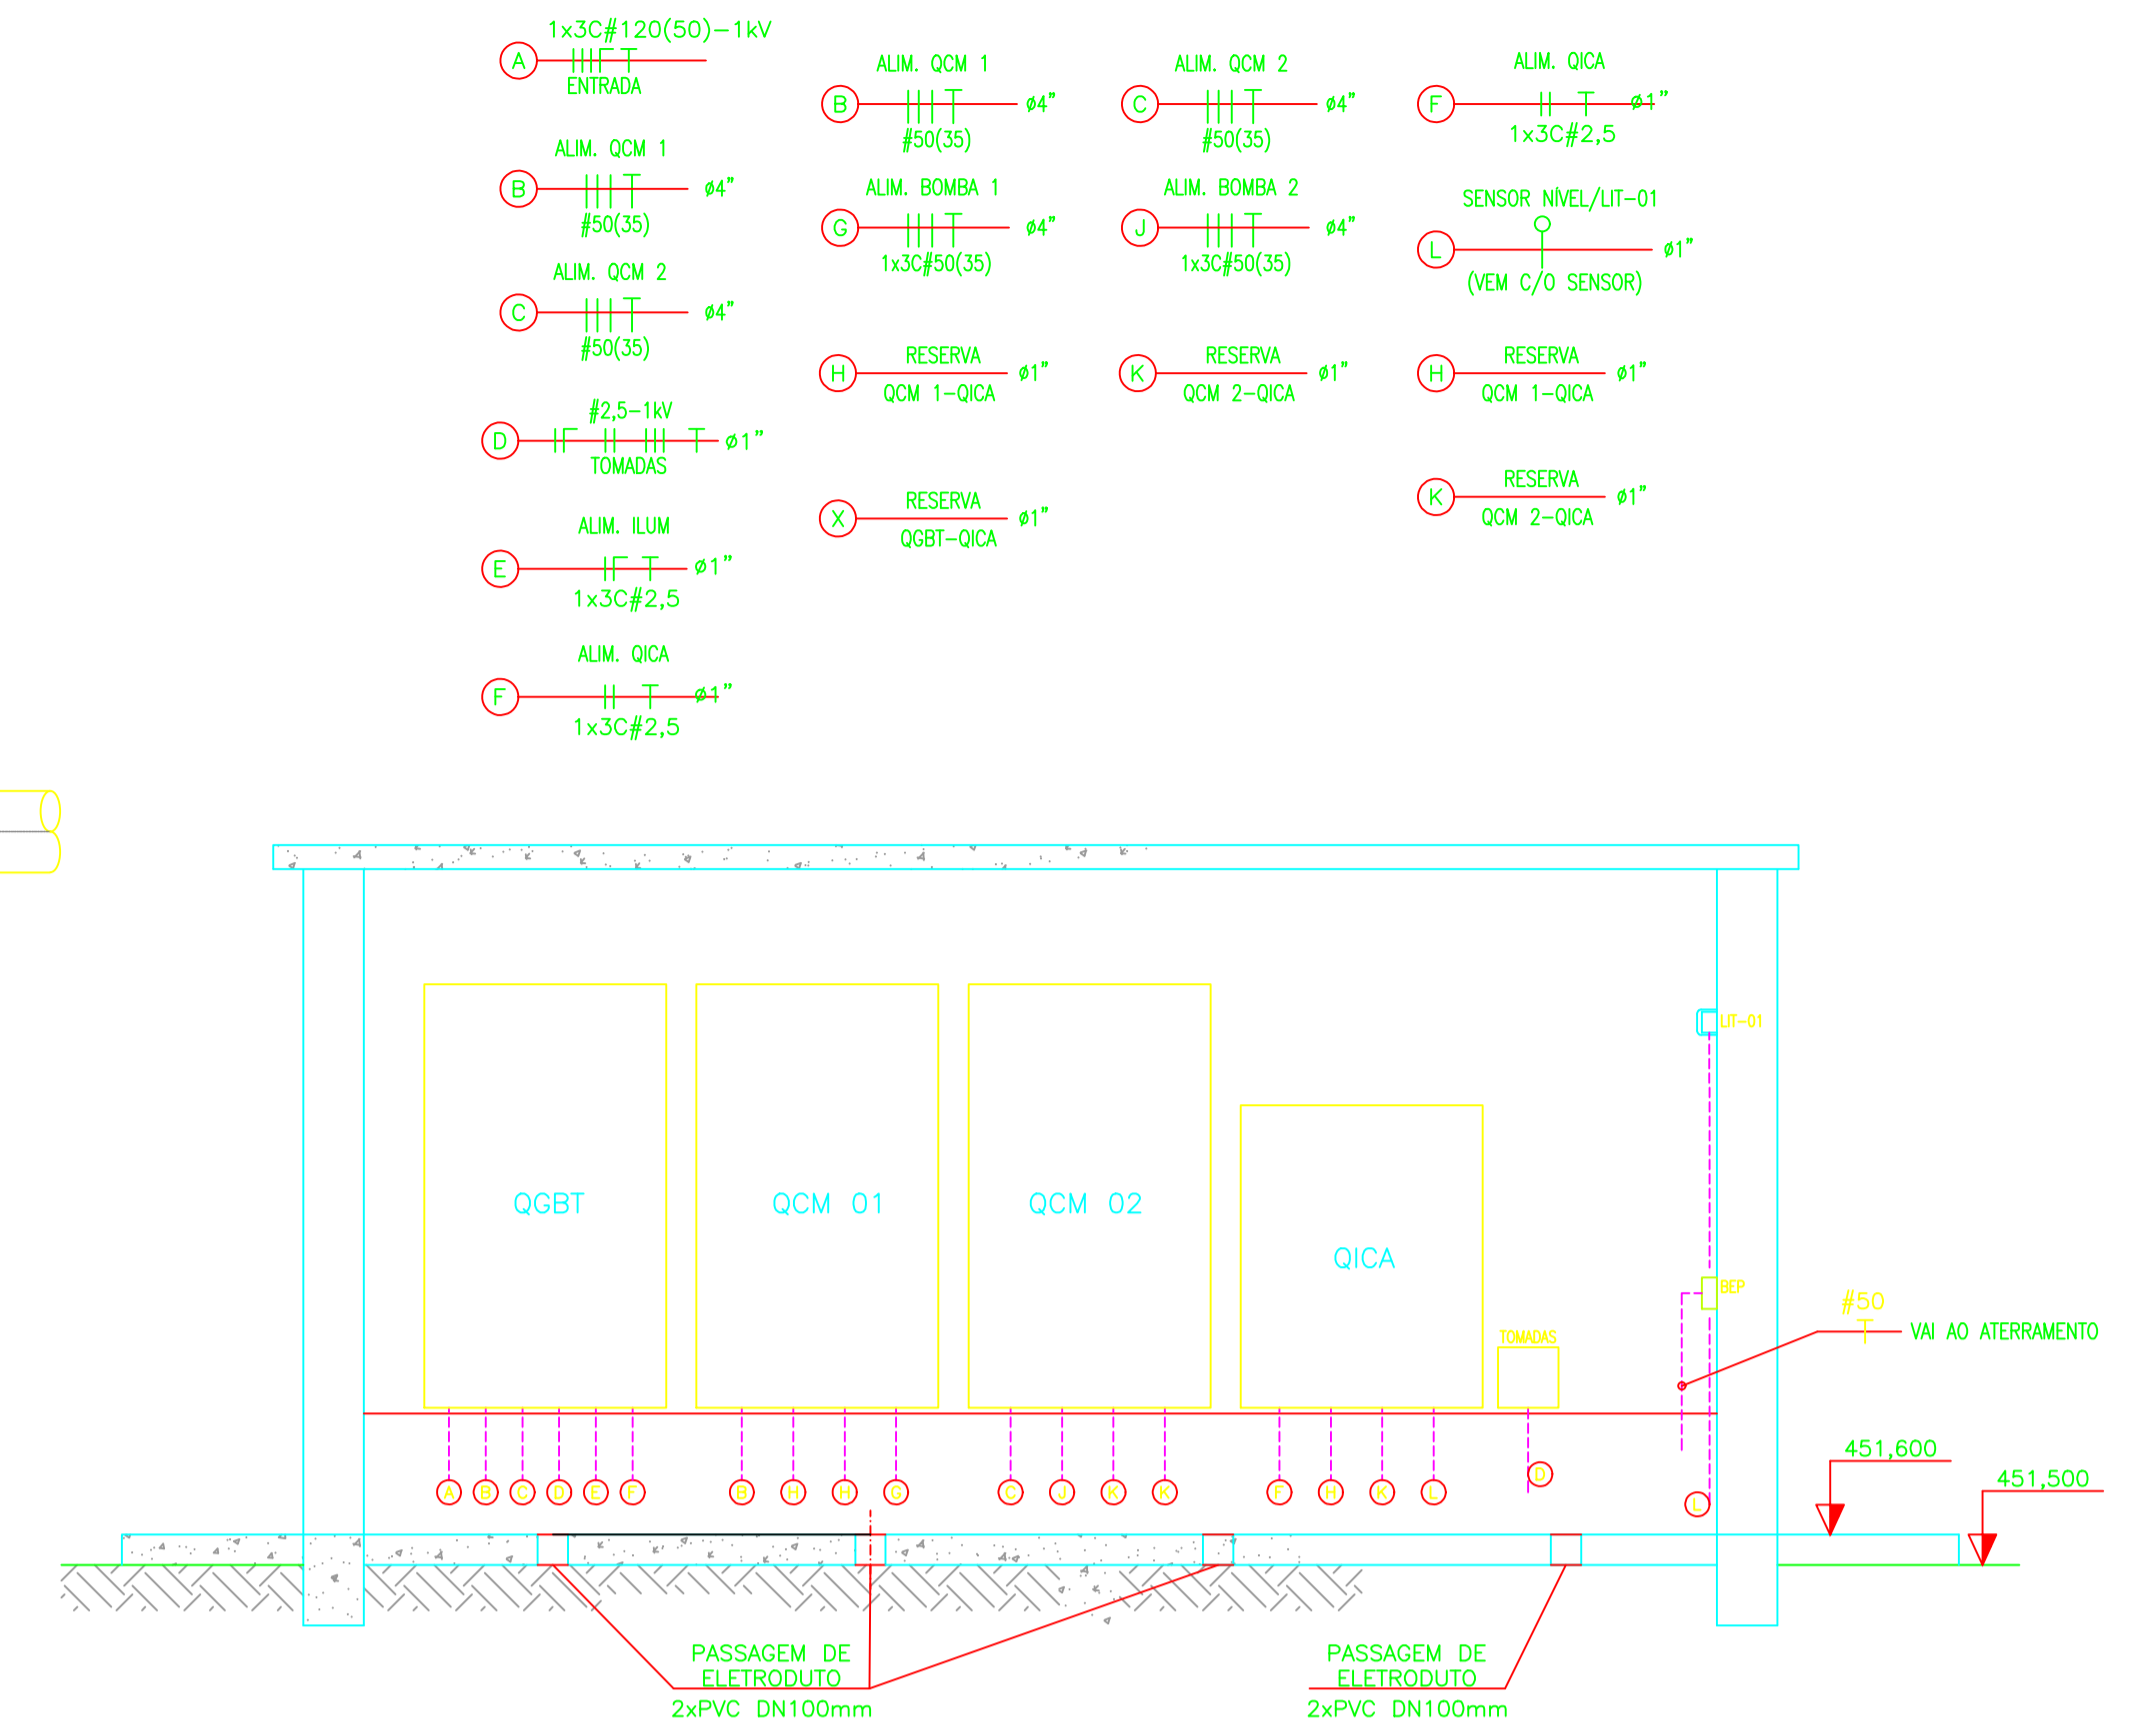 1x3C#120(50)-1kV
A
ENTRADA
ALIM. QCM 1
B ø4"
#50(35)
ALIM. QCM 2
C ø4"
#50(35)
#2,5-1kV
D ø1"
TOMADAS
ALIM. ILUM
E ø1"
1x3C#2,5
ALIM. QICA
F ø1"
1x3C#2,5
ALIM. QCM 1
B ø4"
#50(35)
ALIM. BOMBA 1
G ø4"
1x3C#50(35)
RESERVA
H ø1"
QCM 1-QICA
RESERVA
X ø1"
QGBT-QICA
ALIM. QCM 2
C ø4"
#50(35)
ALIM. BOMBA 2
J ø4"
1x3C#50(35)
RESERVA
K ø1"
QCM 2-QICA
ALIM. QICA
F ø1"
1x3C#2,5
SENSOR NÍVEL/LIT-01
L ø1"
(VEM C/O SENSOR)
RESERVA
H ø1"
QCM 1-QICA
RESERVA
K ø1"
QCM 2-QICA
LIT-01
QGBT
QCM 01
QCM 02
QICA
BEP
#50
TOMADAS
VAI AO ATERRAMENTO
451,600
451,500
A B C D E F B H H G C J K K F H K L D L
PASSAGEM DE
ELETRODUTO
2xPVC DN100mm
PASSAGEM DE
ELETRODUTO
2xPVC DN100mm